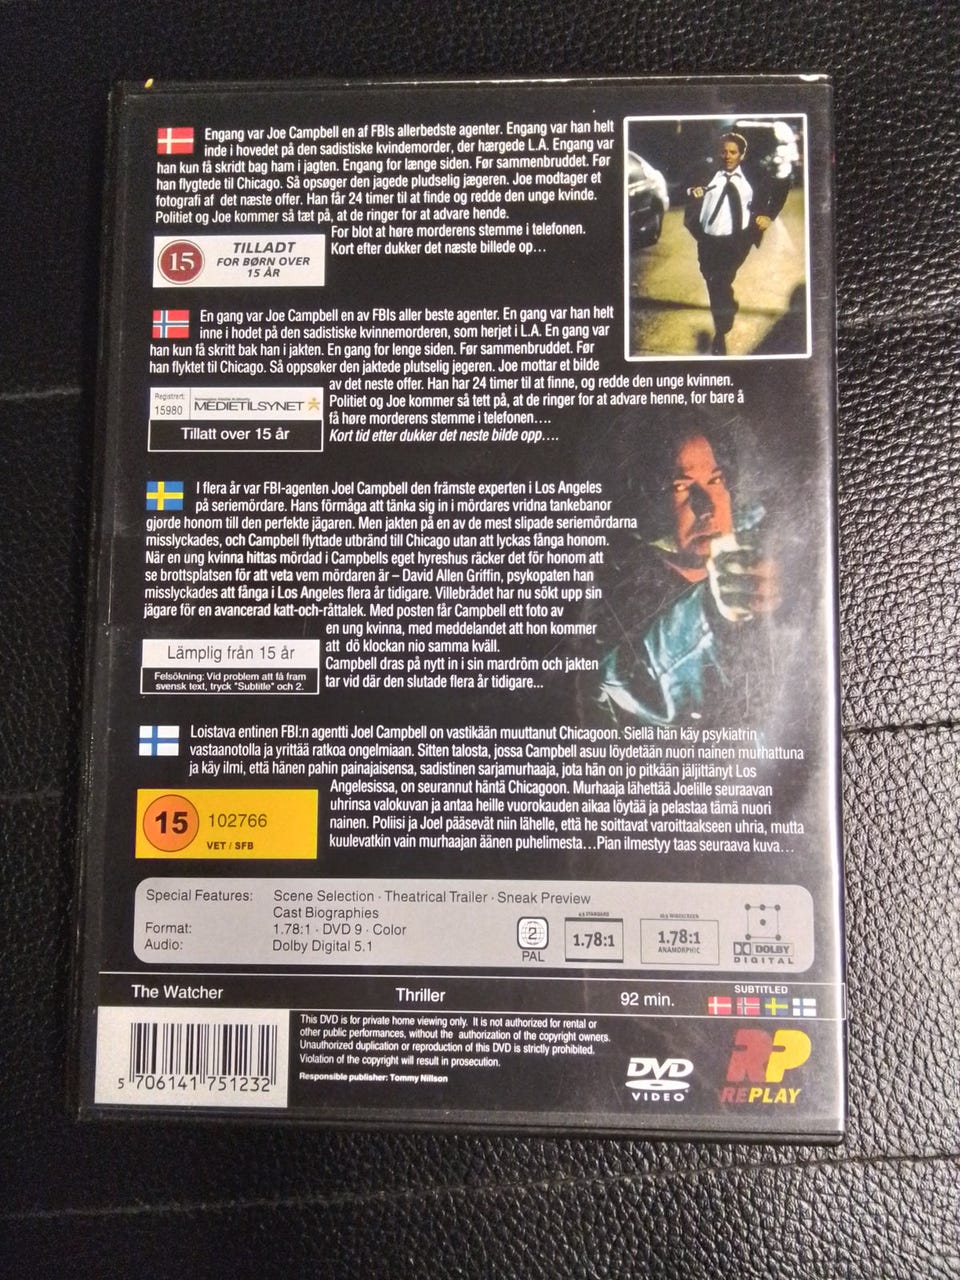 Engang var Joe Campbell en af FBIs allerbedste agenter. Engang var han helt
inde i hovedet på den sadistiske kvindemorder, der hærgede L.A. Engang var
han kun få skridt bag ham i jagten. Engang for længe siden. Før sammenbruddet. Før
han flygtede til Chicago. Så opsøger den jagede pludselig jægeren. Joe modtager et
fotografi af det næste offer. Han får 24 timer til at finde og redde den unge kvinde.
Politiet og Joe kommer så tæt på, at de ringer for at advare hende.
For blot at høre morderens stemme i telefonen.
Kort efter dukker det næste billede op...
15
TILLADT
FOR BØRN OVER
15 ÅR
En gang var Joe Campbell en av FBIs aller beste agenter. En gang var han helt
inne i hodet på den sadistiske kvinnemorderen, som herjet i L.A. En gang var
han kun få skritt bak han i jakten. En gang for lenge siden. Før sammenbruddet. Før
han flyktet til Chicago. Så oppsøker den jaktede plutselig jegeren. Joe mottar et bilde
av det neste offer. Han har 24 timer til at finne, og redde den unge kvinnen.
Politiet og Joe kommer så tett på, at de ringer for at advare henne, for bare å
få høre morderens stemme i telefonen....
Kort tid etter dukker det neste bilde opp....
Registrert:
15980
Norwegian Media Authority
MEDIETILSYNET
Tillatt over 15 år
I flera år var FBI-agenten Joel Campbell den främste experten i Los Angeles
på seriemördare. Hans förmåga att tänka sig in i mördares vridna tankebanor
gjorde honom till den perfekte jägaren. Men jakten på en av de mest slipade seriemördarna
misslyckades, och Campbell flyttade utbränd till Chicago utan att lyckas fånga honom.
När en ung kvinna hittas mördad i Campbells eget hyreshus räcker det för honom att
se brottsplatsen för att veta vem mördaren är – David Allen Griffin, psykopaten han
misslyckades att fånga i Los Angeles flera år tidigare. Villebrådet har nu sökt upp sin
jägare för en avancerad katt-och-råttalek. Med posten får Campbell ett foto av
en ung kvinna, med meddelandet att hon kommer
att dö klockan nio samma kväll.
Campbell dras på nytt in i sin mardröm och jakten
tar vid där den slutade flera år tidigare...
Lämplig från 15 år
Felsökning: Vid problem att få fram
svensk text, tryck "Subtitle" och 2.
Loistava entinen FBI:n agentti Joel Campbell on vastikään muuttanut Chicagoon. Siellä hän käy psykiatrin
vastaanotolla ja yrittää ratkoa ongelmiaan. Sitten talosta, jossa Campbell asuu löydetään nuori nainen murhattuna
ja käy ilmi, että hänen pahin painajaisensa, sadistinen sarjamurhaaja, jota hän on jo pitkään jäljittänyt Los
Angelesissa, on seurannut häntä Chicagoon. Murhaaja lähettää Joelille seuraavan
uhrinsa valokuvan ja antaa heille vuorokauden aikaa löytää ja pelastaa tämä nuori
nainen. Poliisi ja Joel pääsevät niin lähelle, että he soittavat varoittaakseen uhria, mutta
kuulevatkin vain murhaajan äänen puhelimesta...Pian ilmestyy taas seuraava kuva...
15
102766
VET / SFB
Special Features: Scene Selection · Theatrical Trailer · Sneak Preview
Cast Biographies
Format: 1.78:1 · DVD 9 · Color
Audio: Dolby Digital 5.1
2
PAL
4:3 STANDARD
1.78:1
16:9 WIDESCREEN
1.78:1
ANAMORPHIC
DOLBY
DIGITAL
The Watcher Thriller 92 min.
SUBTITLED
This DVD is for private home viewing only. It is not authorized for rental or
other public performances, without the authorization of the copyright owners.
Unauthorized duplication or reproduction of this DVD is strictly prohibited.
Violation of the copyright will result in prosecution.
Responsible publisher: Tommy Nillson
5 706141 751232
DVD
VIDEO
RP
REPLAY